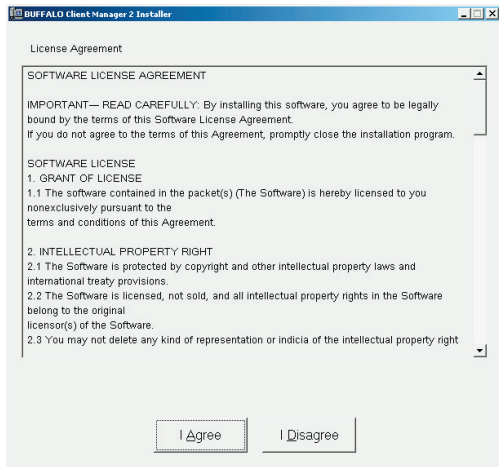 BUFFALO Client Manager 2 Installer
License Agreement
SOFTWARE LICENSE AGREEMENT
IMPORTANT— READ CAREFULLY: By installing this software, you agree to be legally
bound by the terms of this Software License Agreement.
If you do not agree to the terms of this Agreement, promptly close the installation program.
SOFTWARE LICENSE
1. GRANT OF LICENSE
1.1 The software contained in the packet(s) (The Software) is hereby licensed to you
nonexclusively pursuant to the
terms and conditions of this Agreement.
2. INTELLECTUAL PROPERTY RIGHT
2.1 The Software is protected by copyright and other intellectual property laws and
international treaty provisions.
2.2 The Software is licensed, not sold, and all intellectual property rights in the Software
belong to the original
licensor(s) of the Software.
2.3 You may not delete any kind of representation or indicia of the intellectual property right
I Agree
I Disagree